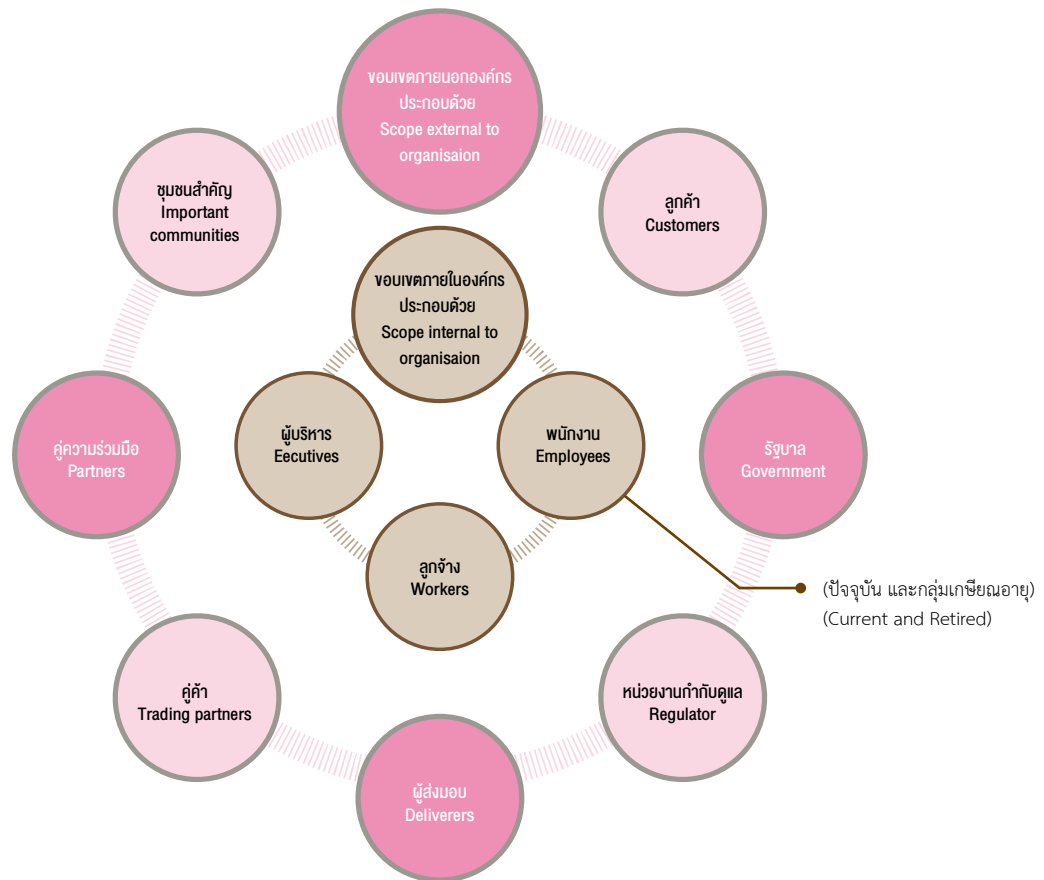 ขอบเขตภายนอกองค์กร
ประกอบด้วย
Scope external to
organisaion
ชุมชนสำคัญ
Important
communities
ลูกค้า
Customers
ขอบเขตภายในองค์กร
ประกอบด้วย
Scope internal to
organisaion
คู่ความร่วมมือ
Partners
ผู้บริหาร
Eecutives
พนักงาน
Employees
รัฐบาล
Government
ลูกจ้าง
Workers
(ปัจจุบัน และกลุ่มเกษียณอายุ)
(Current and Retired)
คู่ค้า
Trading partners
หน่วยงานกำกับดูแล
Regulator
ผู้ส่งมอบ
Deliverers